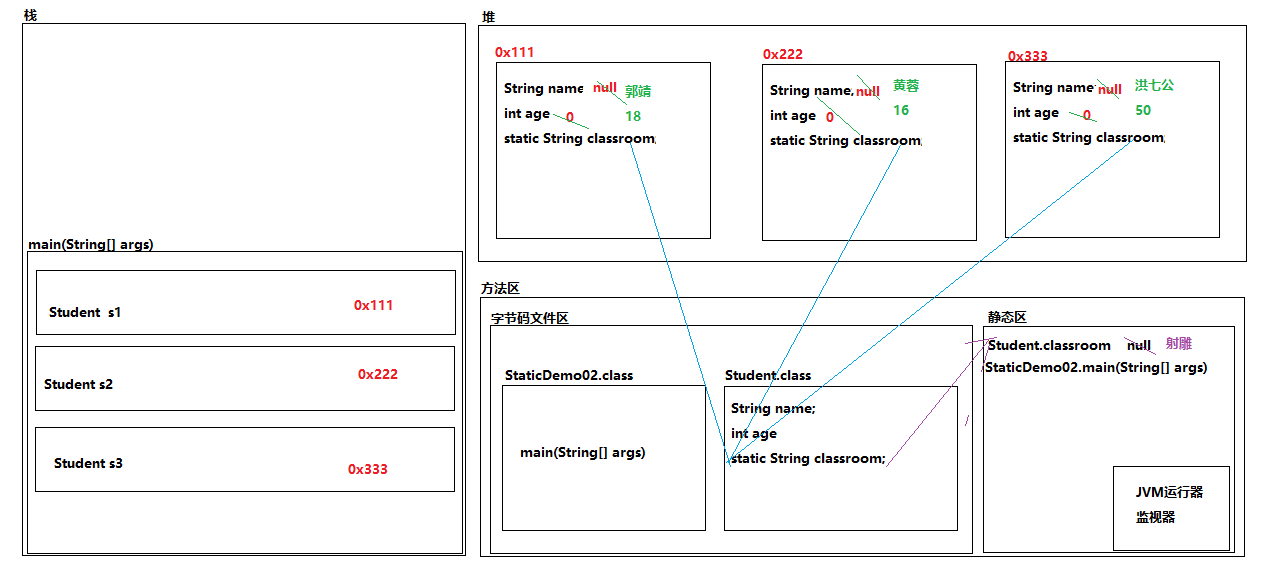 栈
main(String[] args)
Student s1 0x111
Student s2 0x222
Student s3 0x333
堆
0x111
String name null 郭靖
int age 0 18
static String classroom;
0x222
String name, null 黄蓉
int age 0 16
static String classroom;
0x333
String name null 洪七公
int age 0 50
static String classroom;
方法区
字节码文件区
StaticDemo02.class
main(String[] args)
Student.class
String name;
int age
static String classroom;
静态区
Student.classroom null 射雕
StaticDemo02.main(String[] args)
JVM运行器
监视器